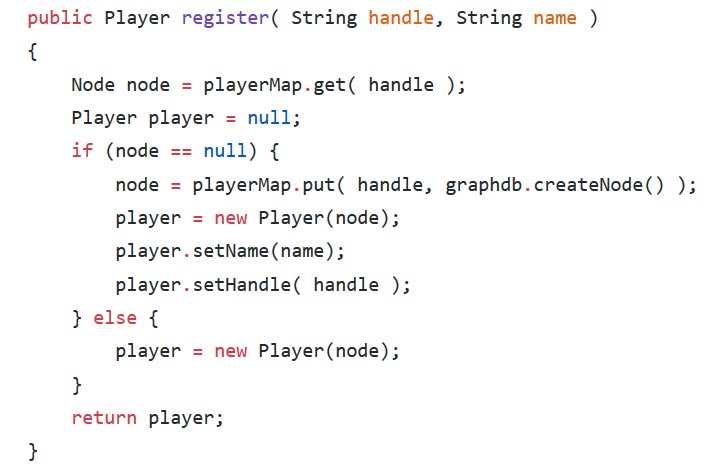 public Player register( String handle, String name )
{
    Node node = playerMap.get( handle );
    Player player = null;
    if (node == null) {
        node = playerMap.put( handle, graphdb.createNode() );
        player = new Player(node);
        player.setName(name);
        player.setHandle( handle );
    } else {
        player = new Player(node);
    }
    return player;
}